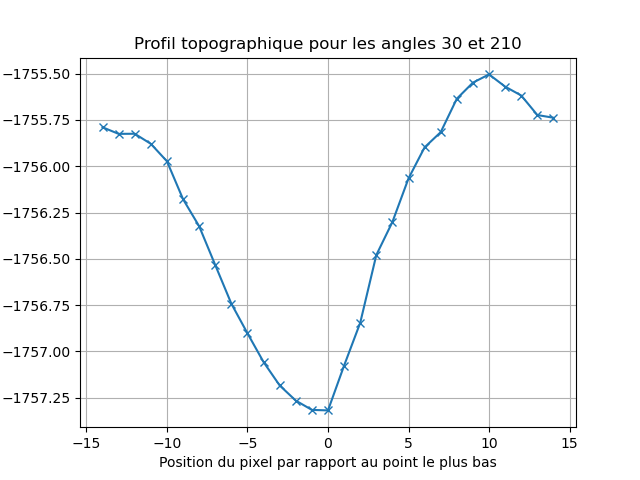 Profil topographique pour les angles 30 et 210
−1755.50
−1755.75
−1756.00
−1756.25
−1756.50
−1756.75
−1757.00
−1757.25
−15 −10 −5 0 5 10 15
Position du pixel par rapport au point le plus bas